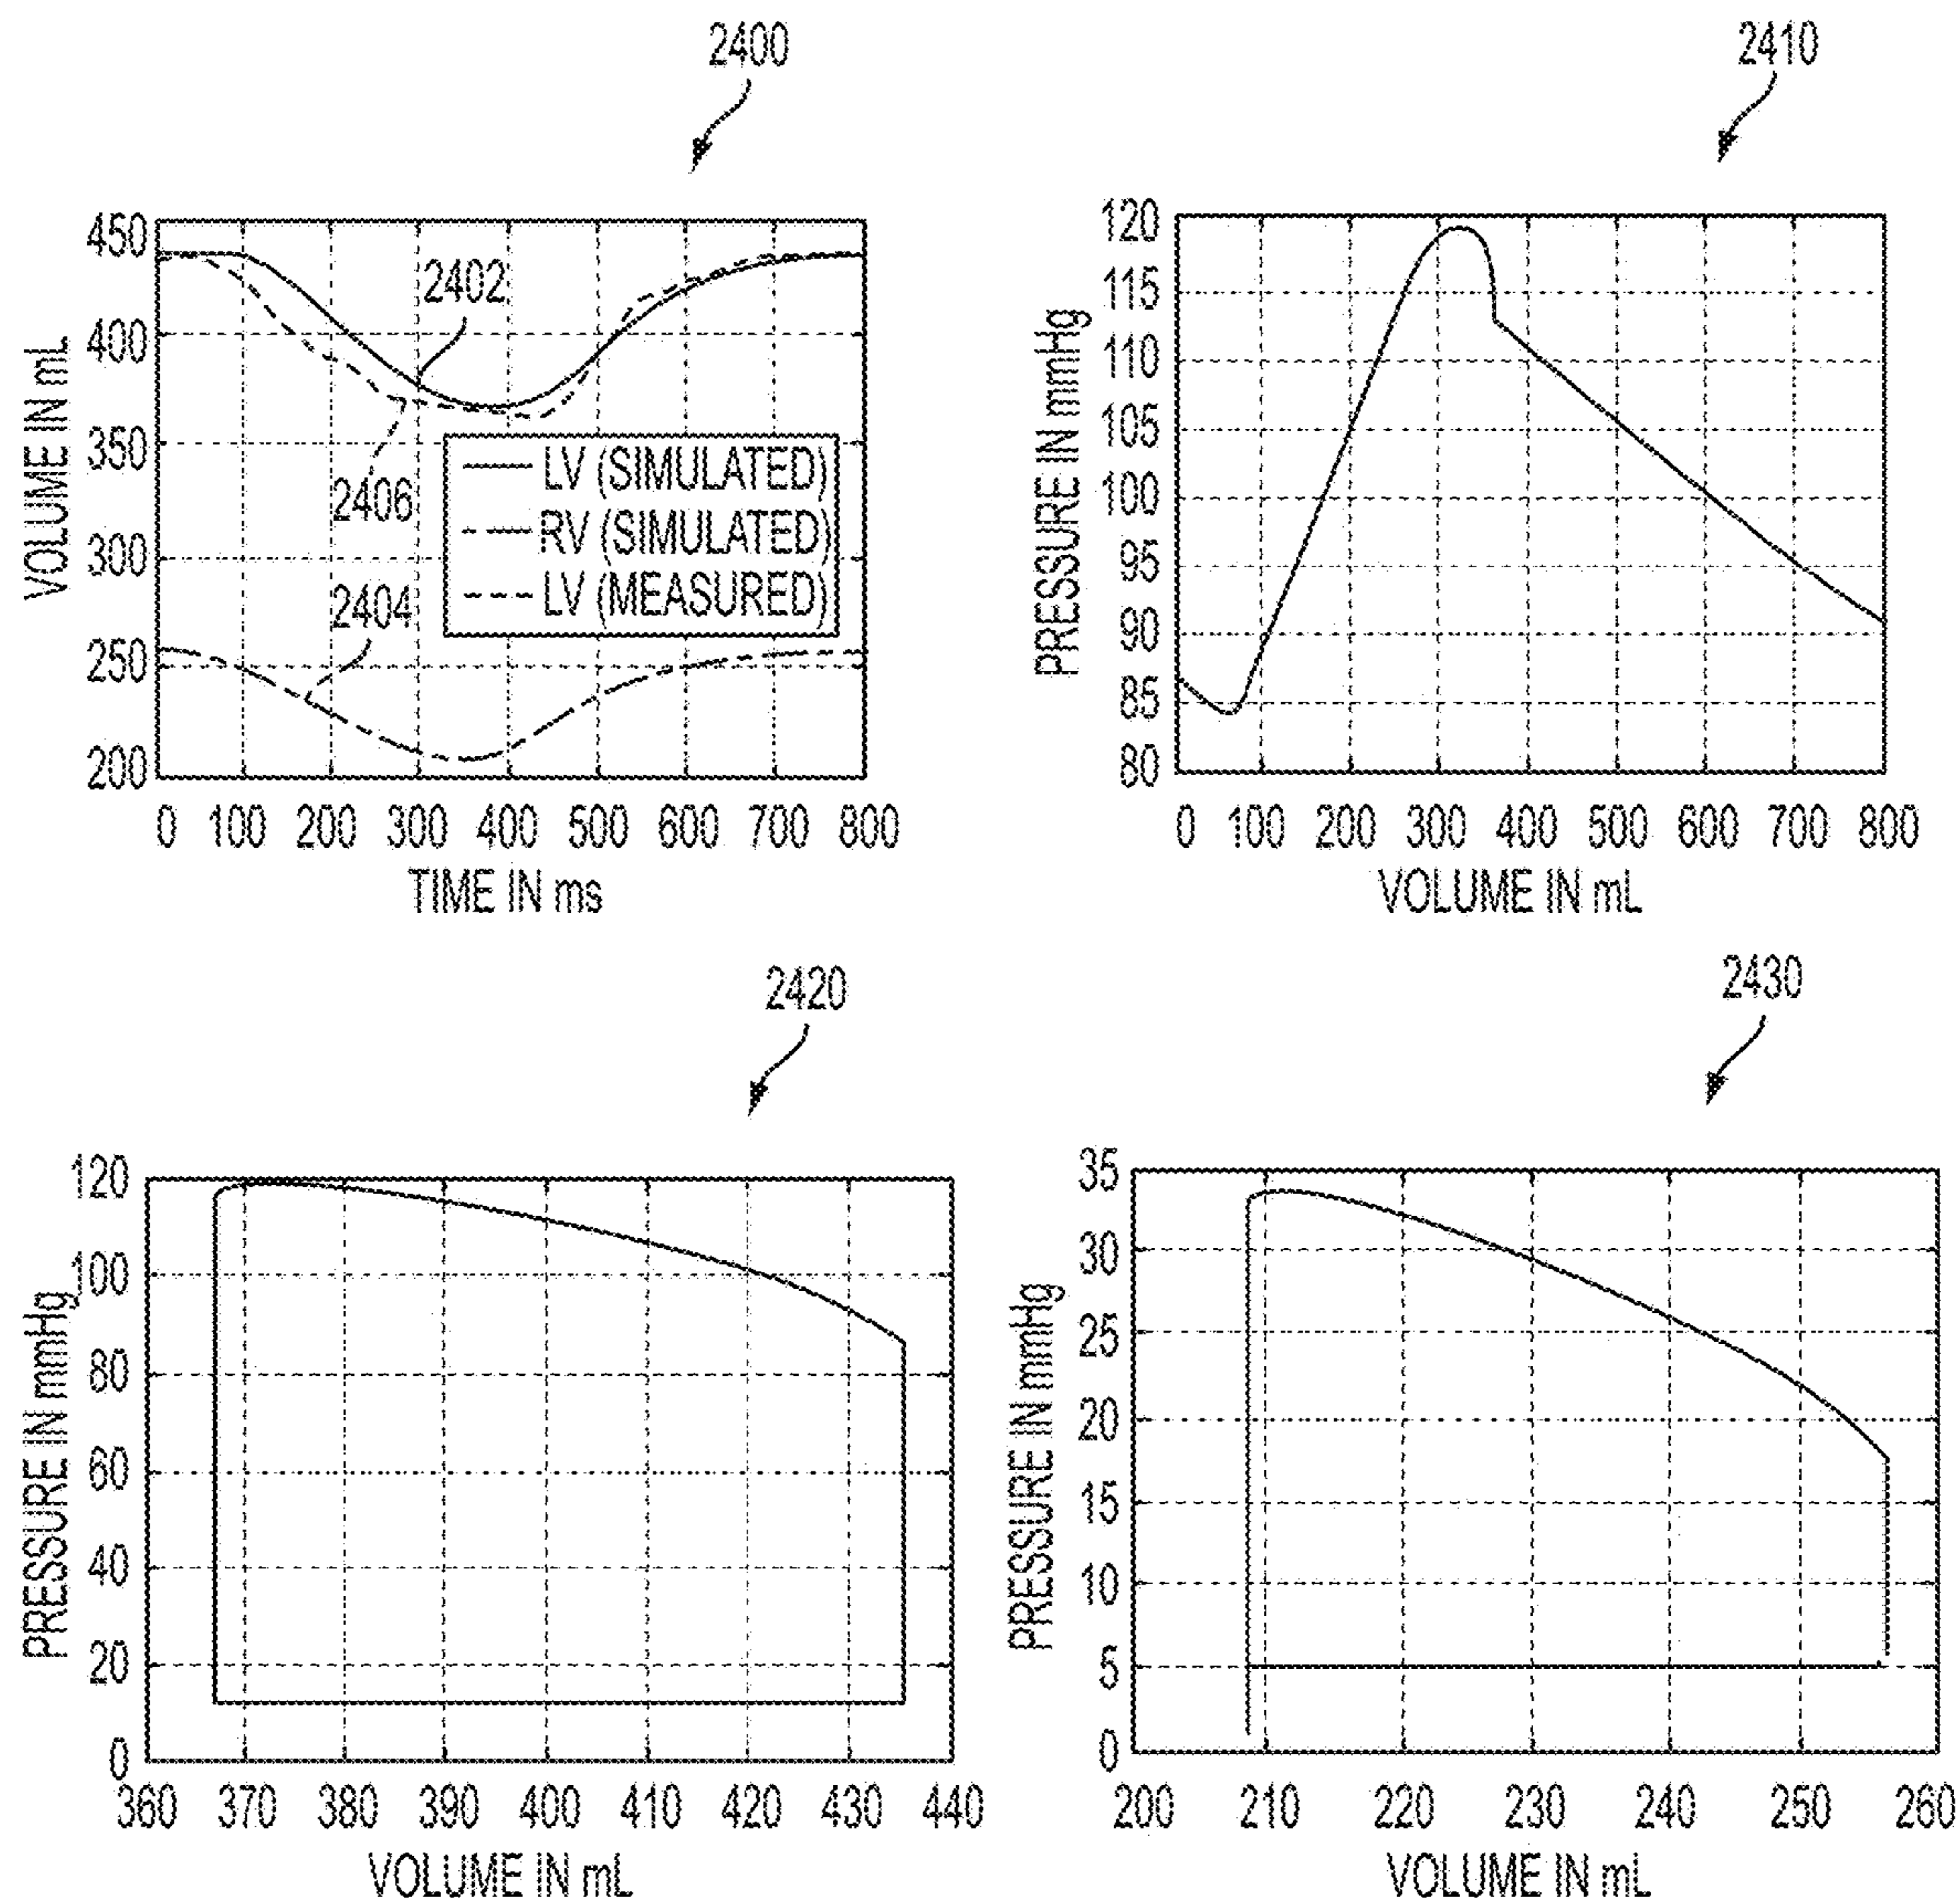 2400
2410
450
400
350
300
250
200
VOLUME IN mL
2402
2406
2404
LV (SIMULATED)
RV (SIMULATED)
LV (MEASURED)
0 100 200 300 400 500 600 700 800
TIME IN ms
120
115
110
105
100
95
90
85
80
PRESSURE IN mmHg
0 100 200 300 400 500 600 700 800
VOLUME IN mL
2420
2430
120
100
80
60
40
20
0
PRESSURE IN mmHg
360 370 380 390 400 410 420 430 440
VOLUME IN mL
35
30
25
20
15
10
5
0
PRESSURE IN mmHg
200 210 220 230 240 250 260
VOLUME IN mL